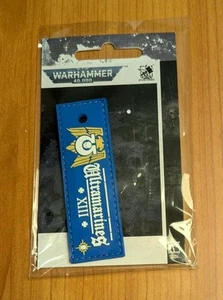 WARHAMMER
40,000
Ultramarines
XIII